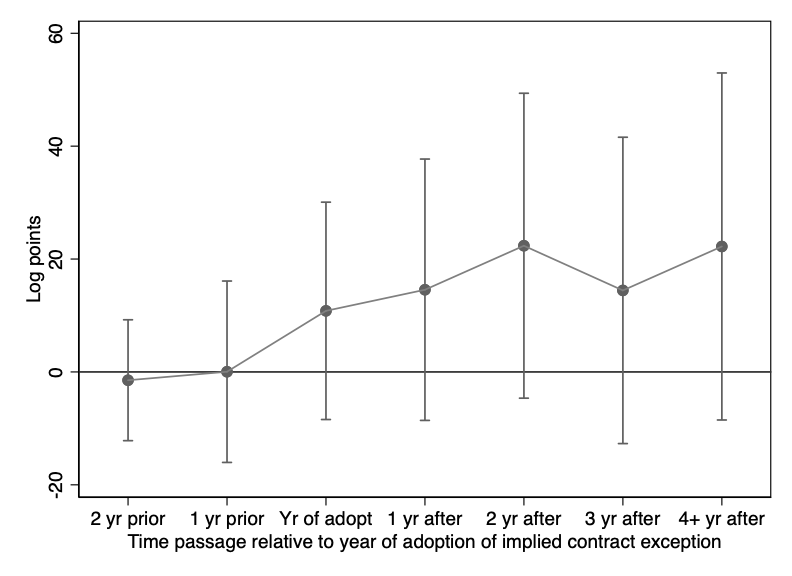 60
40
20
0
-20
Log points
2 yr prior 1 yr prior Yr of adopt 1 yr after 2 yr after 3 yr after 4+ yr after
Time passage relative to year of adoption of implied contract exception